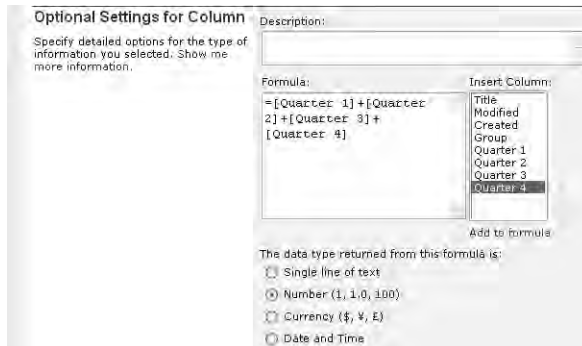 Optional Settings for Column
Specify detailed options for the type of
information you selected. Show me
more information.
Description:
Formula:
=[Quarter 1]+[Quarter
2]+[Quarter 3]+
[Quarter 4]
Insert Column:
Title
Modified
Created
Group
Quarter 1
Quarter 2
Quarter 3
Quarter 4
Add to formula
The data type returned from this formula is:
Single line of text
Number (1, 1.0, 100)
Currency ($, ¥, £)
Date and Time